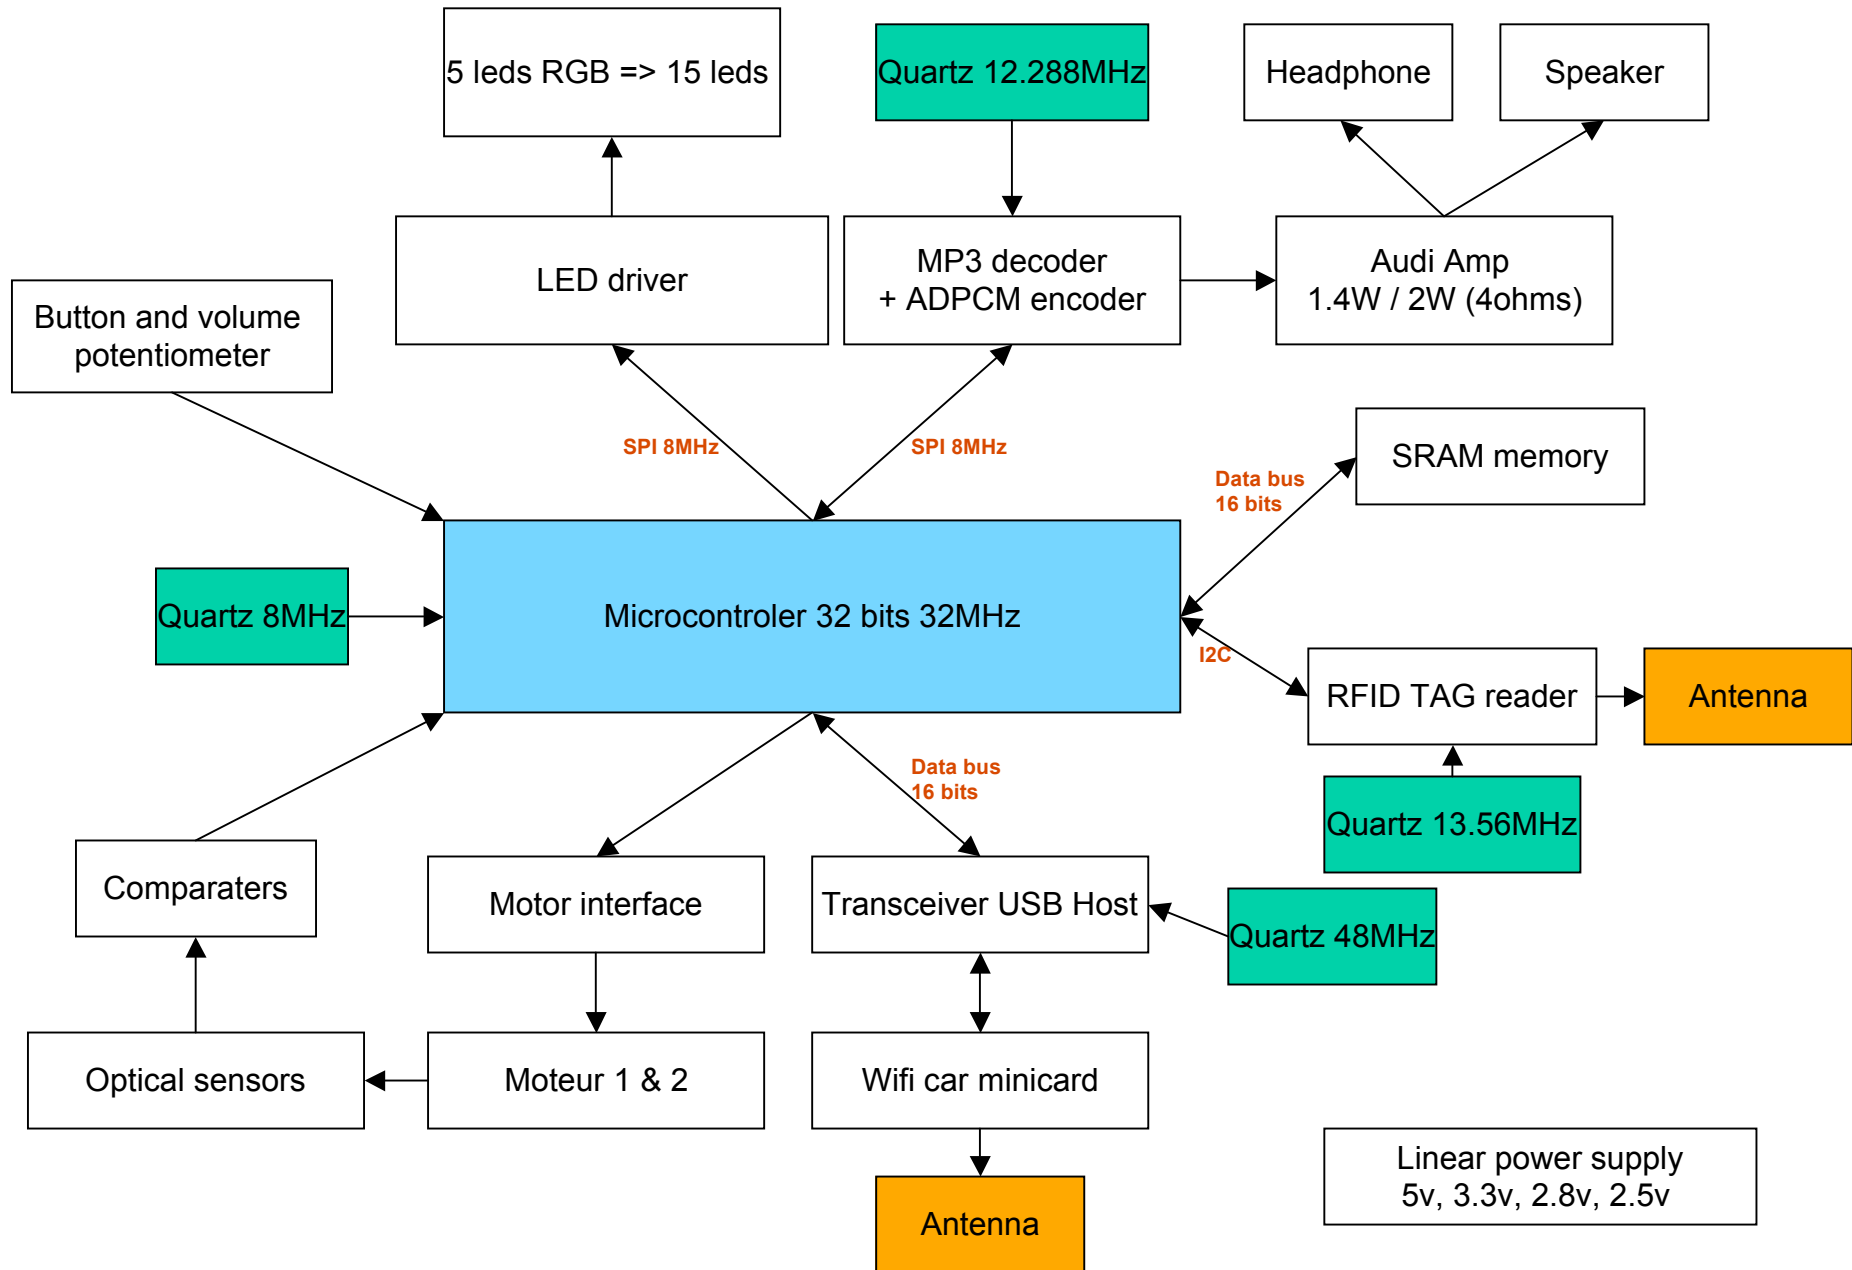 5 leds RGB => 15 leds
Quartz 12.288MHz
Headphone
Speaker
LED driver
MP3 decoder
+ ADPCM encoder
Audi Amp
1.4W / 2W (4ohms)
Button and volume
potentiometer
SPI 8MHz
SPI 8MHz
SRAM memory
Data bus
16 bits
Quartz 8MHz
Microcontroler 32 bits 32MHz
I2C
RFID TAG reader
Antenna
Data bus
16 bits
Quartz 13.56MHz
Comparaters
Motor interface
Transceiver USB Host
Quartz 48MHz
Optical sensors
Moteur 1 & 2
Wifi car minicard
Linear power supply
5v, 3.3v, 2.8v, 2.5v
Antenna